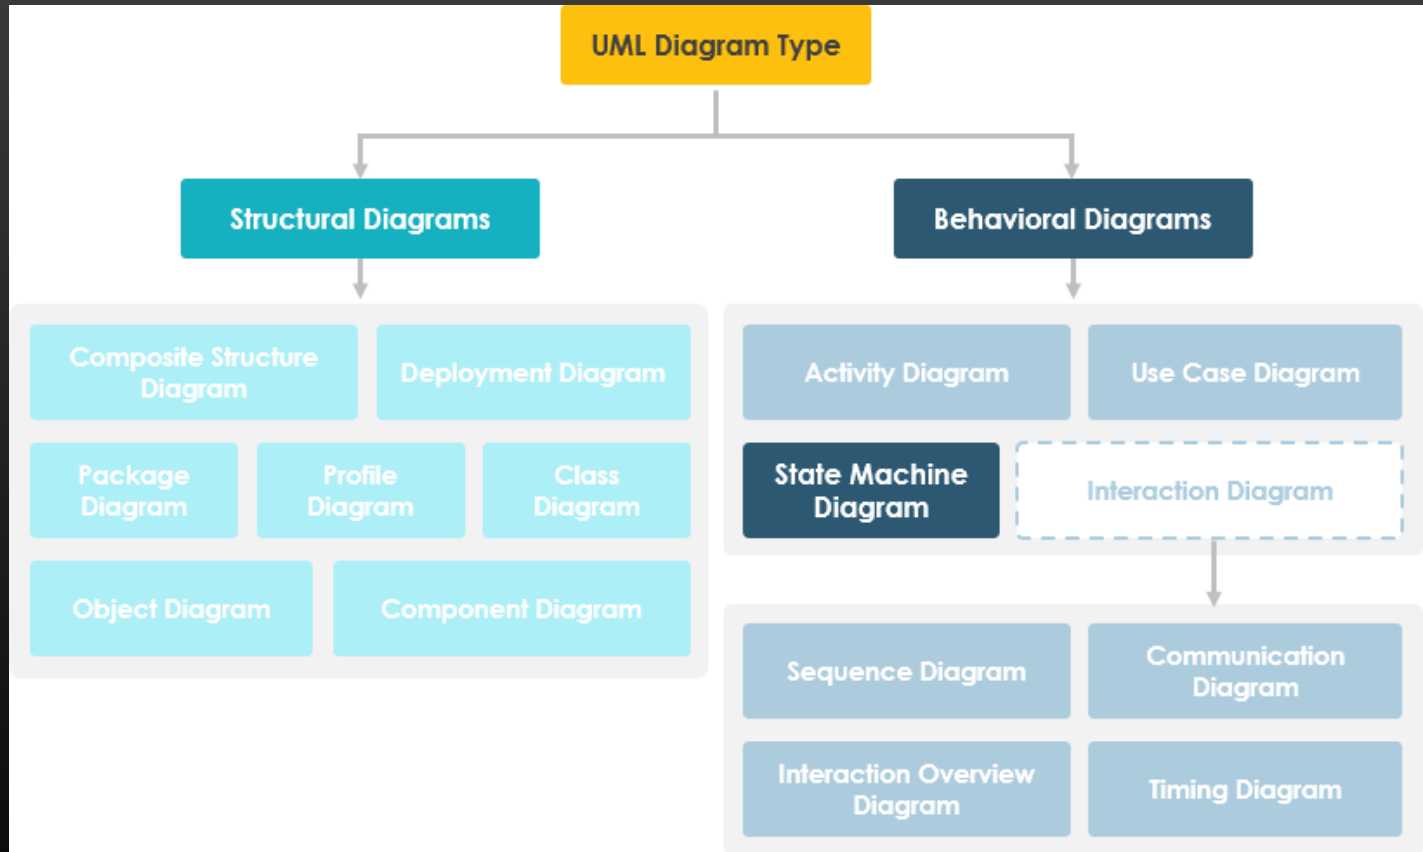 UML Diagram Type
Structural Diagrams
Behavioral Diagrams
Composite Structure
Diagram
Deployment Diagram
Package
Diagram
Profile
Diagram
Class
Diagram
Object Diagram
Component Diagram
Activity Diagram
Use Case Diagram
State Machine
Diagram
Interaction Diagram
Sequence Diagram
Communication
Diagram
Interaction Overview
Diagram
Timing Diagram